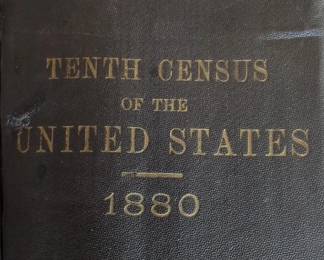 TENTH CENSUS
OF THE
UNITED STATES
1880